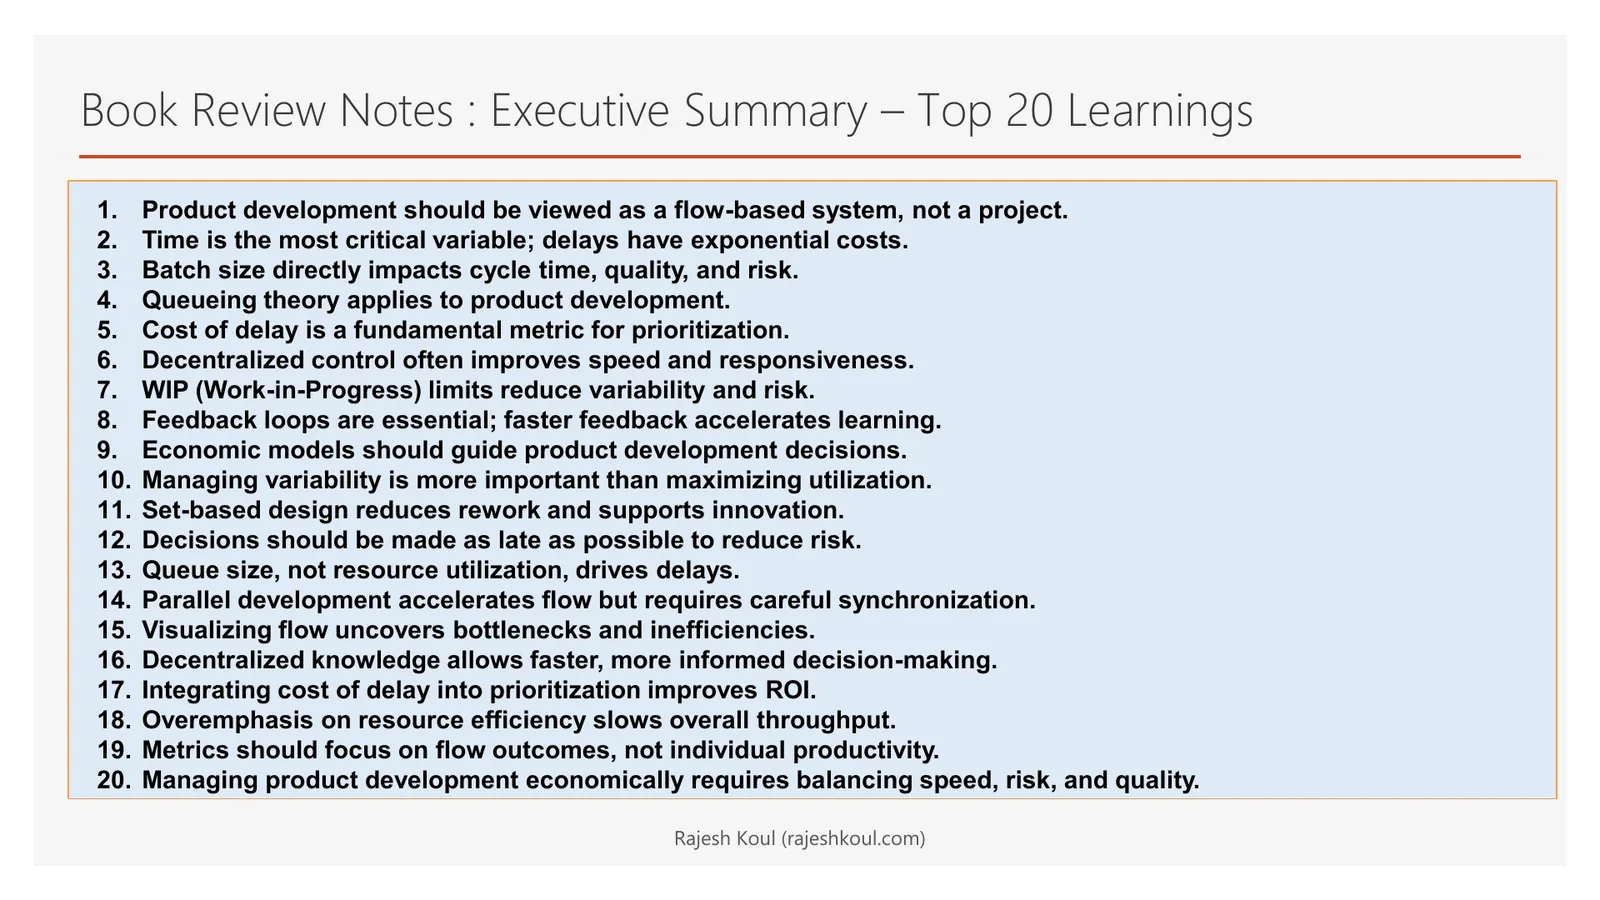 Book Review Notes : Executive Summary – Top 20 Learnings
1. Product development should be viewed as a flow-based system, not a project.
2. Time is the most critical variable; delays have exponential costs.
3. Batch size directly impacts cycle time, quality, and risk.
4. Queueing theory applies to product development.
5. Cost of delay is a fundamental metric for prioritization.
6. Decentralized control often improves speed and responsiveness.
7. WIP (Work-in-Progress) limits reduce variability and risk.
8. Feedback loops are essential; faster feedback accelerates learning.
9. Economic models should guide product development decisions.
10. Managing variability is more important than maximizing utilization.
11. Set-based design reduces rework and supports innovation.
12. Decisions should be made as late as possible to reduce risk.
13. Queue size, not resource utilization, drives delays.
14. Parallel development accelerates flow but requires careful synchronization.
15. Visualizing flow uncovers bottlenecks and inefficiencies.
16. Decentralized knowledge allows faster, more informed decision-making.
17. Integrating cost of delay into prioritization improves ROI.
18. Overemphasis on resource efficiency slows overall throughput.
19. Metrics should focus on flow outcomes, not individual productivity.
20. Managing product development economically requires balancing speed, risk, and quality.
Rajesh Koul (rajeshkoul.com)